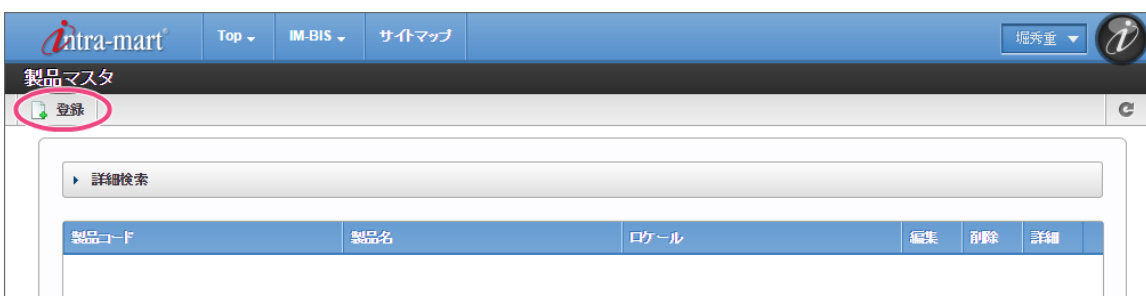 intra-mart® Top IM-BIS サイトマップ 堀秀重
製品マスタ
登録
詳細検索
製品コード 製品名 ロケール 編集 削除 詳細